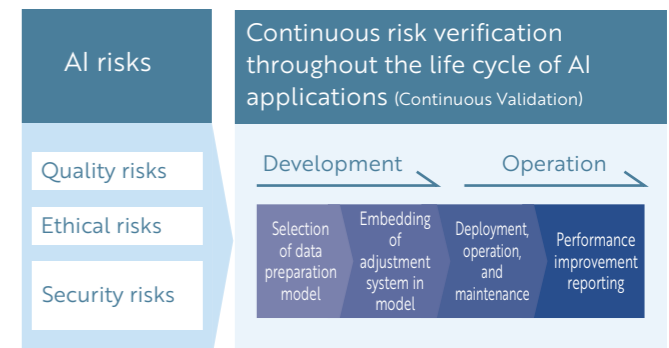 AI risks
Continuous risk verification
throughout the life cycle of AI
applications (Continuous Validation)
Quality risks
Ethical risks
Security risks
Development
Operation
Selection
of data
preparation
model
Embedding
of
adjustment
system in
model
Deployment,
operation,
and
maintenance
Performance
improvement
reporting